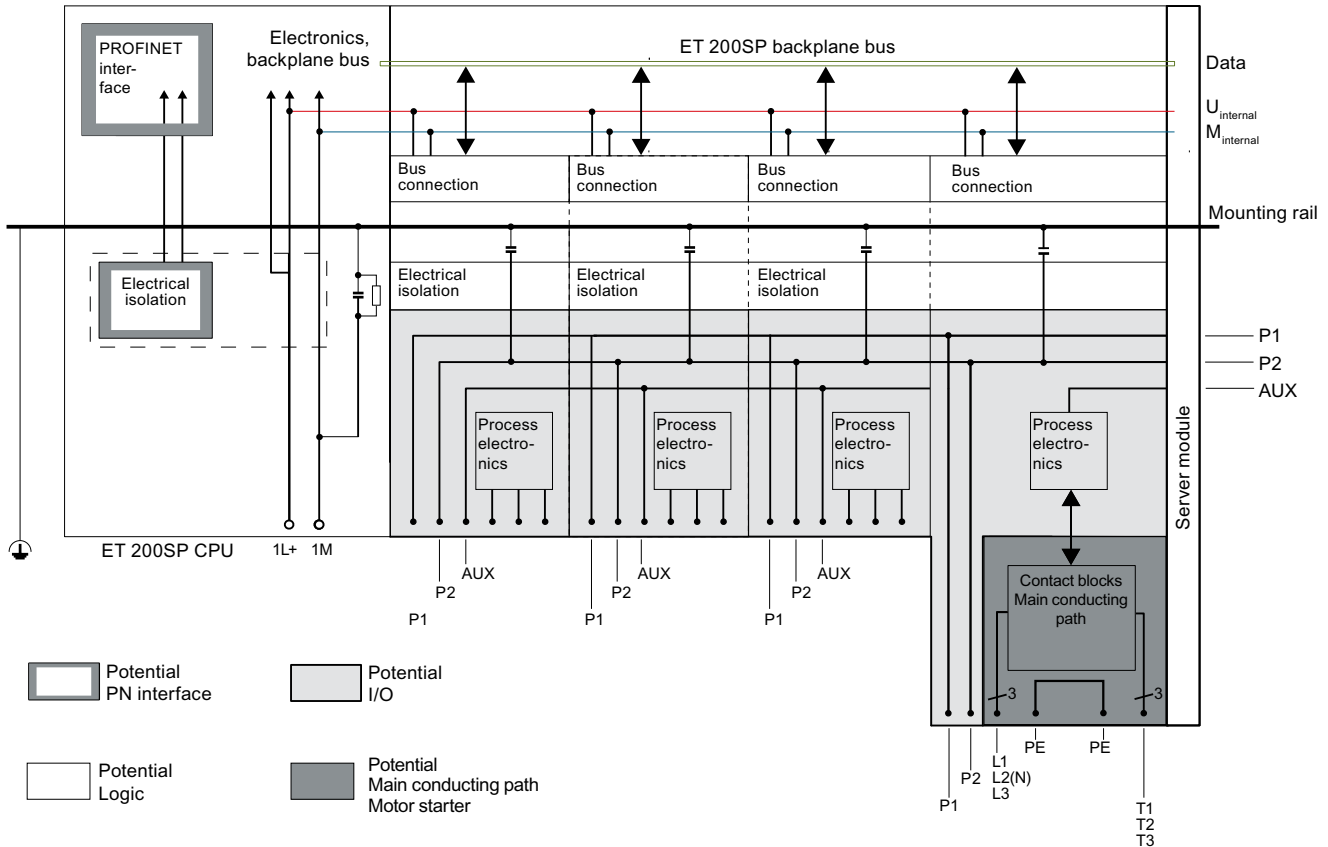 PROFINET
inter-
face
Electronics,
backplane bus
ET 200SP backplane bus
Data
U internal
M internal
Bus
connection
Bus
connection
Bus
connection
Bus
connection
Mounting rail
Electrical
isolation
Electrical
isolation
Electrical
isolation
Electrical
isolation
P1
P2
AUX
Process
electro-
nics
Process
electro-
nics
Process
electro-
nics
Process
electro-
nics
Server module
ET 200SP CPU
1L+
1M
AUX
P2
P1
AUX
P2
P1
AUX
P2
P1
Contact blocks
Main conducting
path
3
3
P1
P2
L1
L2(N)
L3
PE
PE
T1
T2
T3
Potential
PN interface
Potential
I/O
Potential
Logic
Potential
Main conducting path
Motor starter